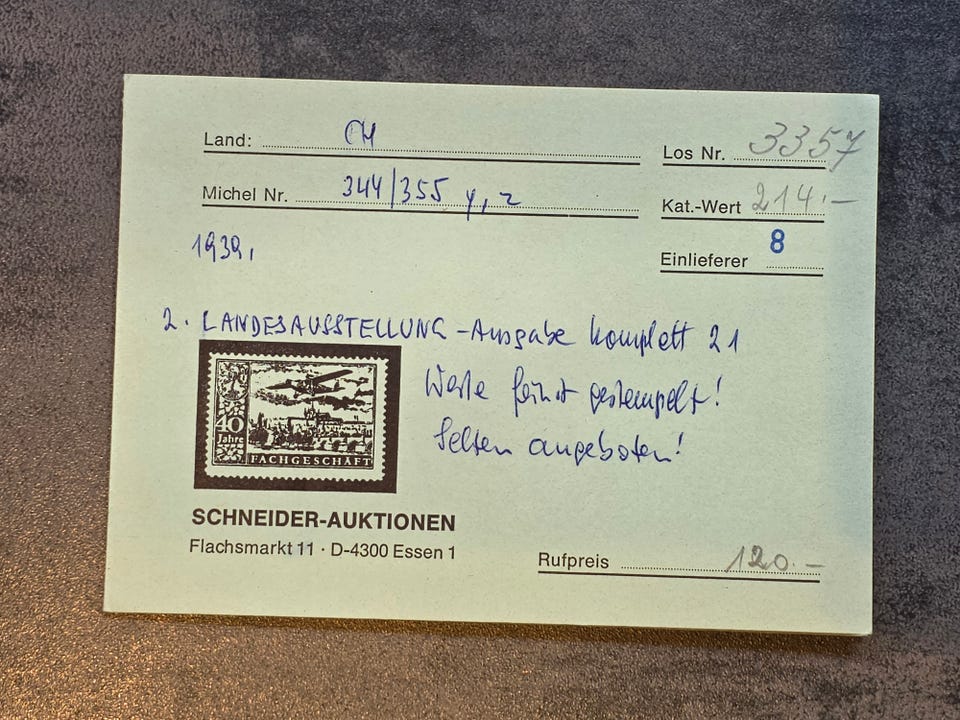 Land: CH
Los Nr. 3357
Michel Nr. 344/355 y, z
Kat.-Wert 214.-
1939,
Einlieferer 8
2. LANDESAUSSTELLUNG-Ausgabe komplett 21
Werte feinst gestempelt!
Selten angeboten!
40
Jahre
FACHGESCHÄFT
SCHNEIDER-AUKTIONEN
Flachsmarkt 11 · D-4300 Essen 1
Rufpreis 120.-